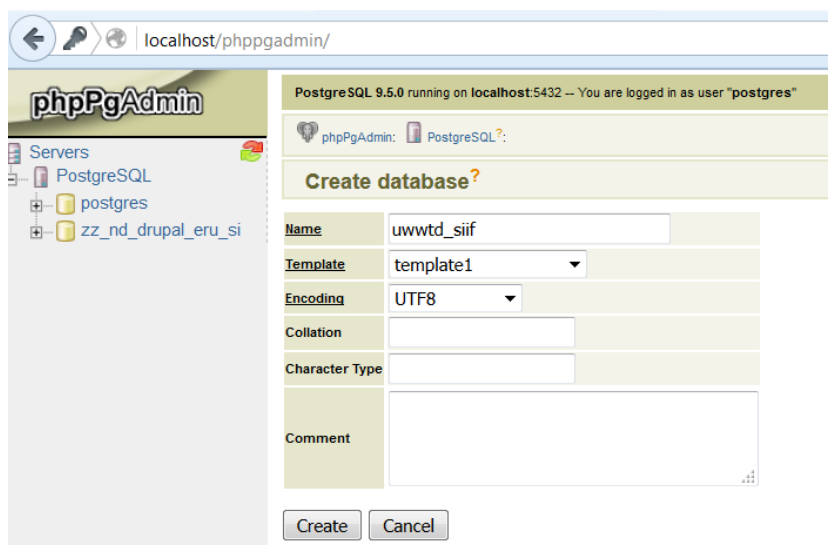 localhost/phppgadmin/
phpPgAdmin
PostgreSQL 9.5.0 running on localhost:5432 -- You are logged in as user "postgres"
phpPgAdmin: PostgreSQL?:
Servers
PostgreSQL
postgres
zz_nd_drupal_eru_si
Create database?
Name uwwtd_siif
Template template1
Encoding UTF8
Collation
Character Type
Comment
Create Cancel